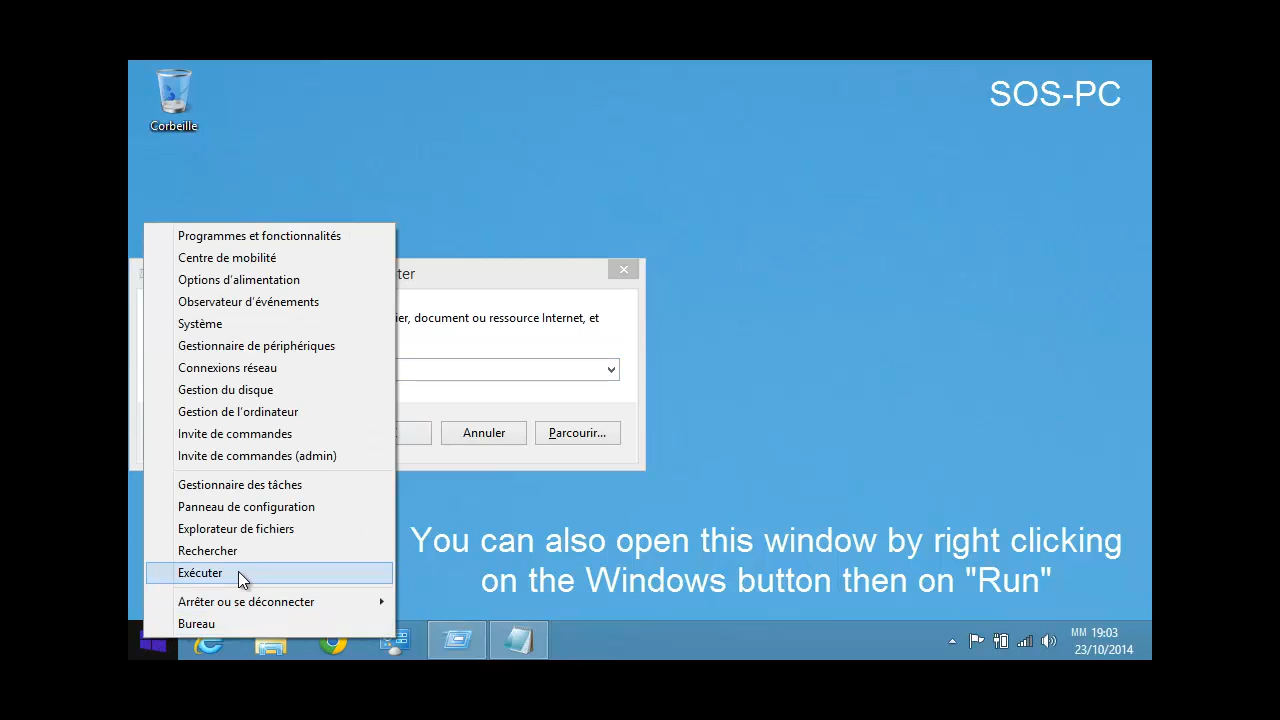 SOS-PC
Corbeille
Programmes et fonctionnalités
Centre de mobilité
Options d'alimentation
Observateur d'événements
Système
Gestionnaire de périphériques
Connexions réseau
Gestion du disque
Gestion de l'ordinateur
Invite de commandes
Invite de commandes (admin)
Gestionnaire des tâches
Panneau de configuration
Explorateur de fichiers
Rechercher
Exécuter
Arrêter ou se déconnecter
Bureau
ter
ier, document ou ressource Internet, et
Annuler
Parcourir...
You can also open this window by right clicking
on the Windows button then on "Run"
MM 19:03
23/10/2014